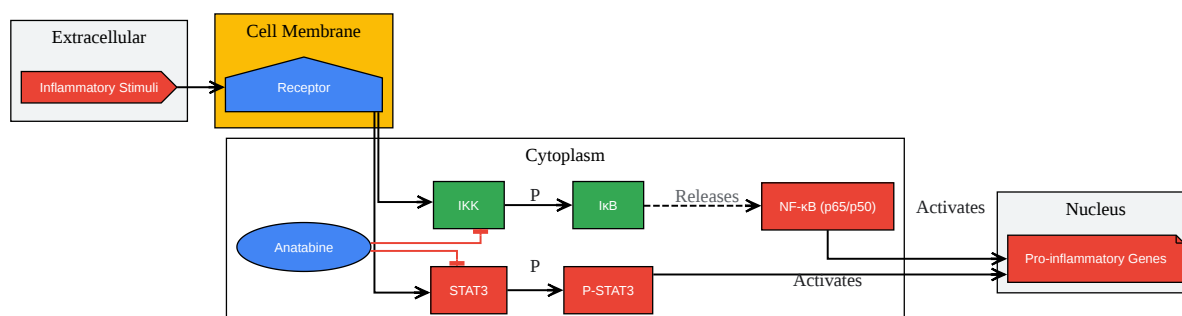 Extracellular
Inflammatory Stimuli
Cell Membrane
Receptor
Cytoplasm
IKK
P
IκB
Releases
NF-κB (p65/p50)
Activates
Anatabine
STAT3
P
P-STAT3
Activates
Nucleus
Pro-inflammatory Genes